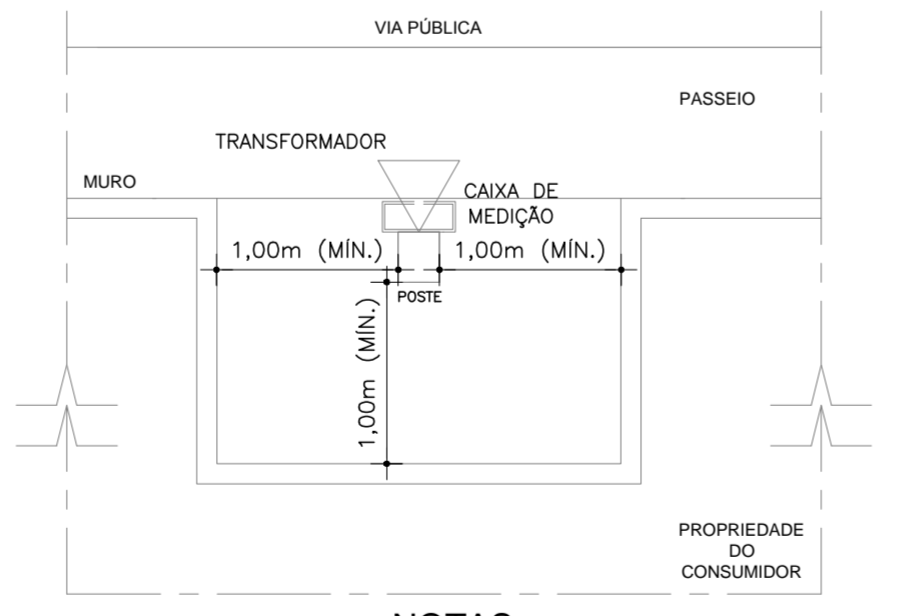 VIA PÚBLICA
PASSEIO
TRANSFORMADOR
MURO
CAIXA DE
MEDIÇÃO
1,00m (MÍN.)
1,00m (MÍN.)
POSTE
1,00m (MÍN.)
PROPRIEDADE
DO
CONSUMIDOR
NOTAS